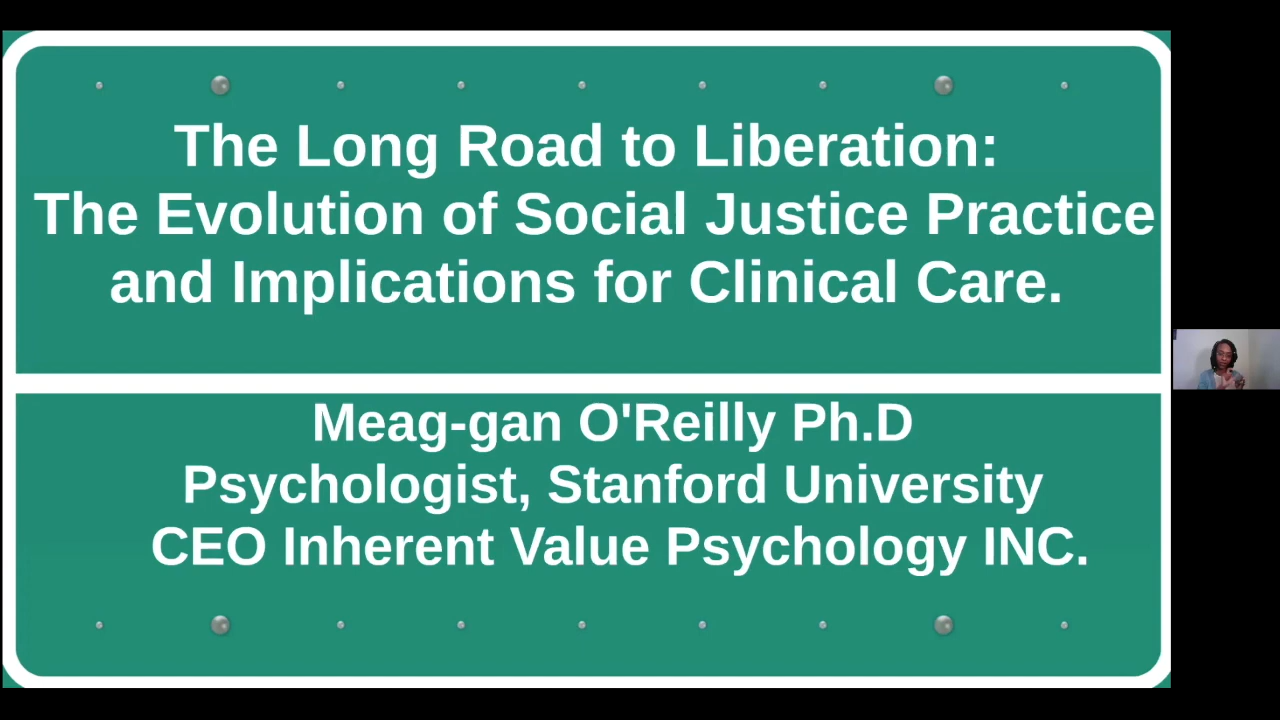 The Long Road to Liberation:
The Evolution of Social Justice Practice
and Implications for Clinical Care.
Meag-gan O'Reilly Ph.D
Psychologist, Stanford University
CEO Inherent Value Psychology INC.